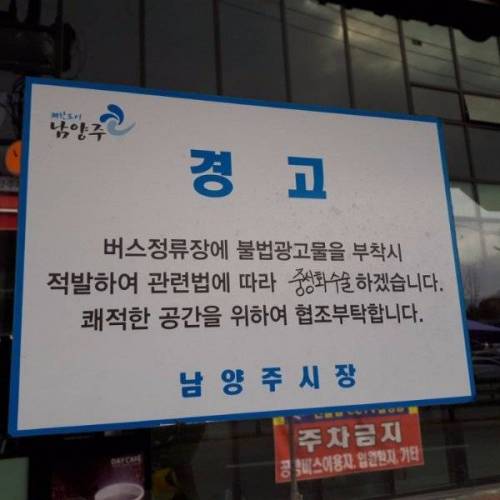 남양주
경 고
버스정류장에 불법광고물을 부착시
적발하여 관련법에 따라 중성화수술하겠습니다.
쾌적한 공간을 위하여 협조부탁합니다.
남양주시장
주차금지
DAY CAFE